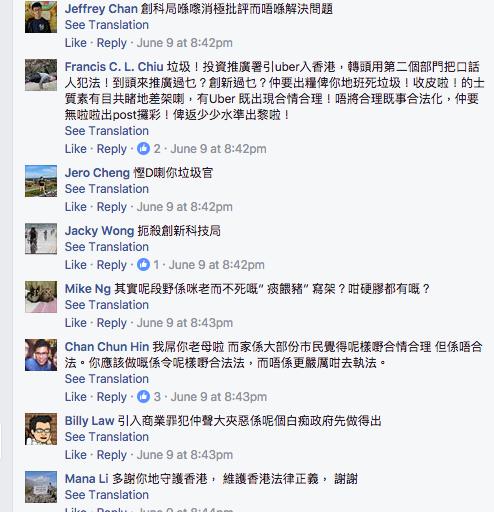 Jeffrey Chan 創科局喺嚟消極批評而唔係解決問題
See Translation
Like · Reply · June 9 at 8:42pm
Francis C. L. Chiu 垃圾！投資推廣署引uber入香港，轉頭用第二個部門把口話
人犯法！到頭來推廣過乜？創新過乜？仲要出糧俾你地班死垃圾！收皮啦！的士
質素有目共睹地差架喇，有Uber 既出現合情合理！唔將合理既事合法化，仲要
無啦啦出post攞彩！俾返少少水準出黎啦！
See Translation
Like · Reply · 2 · June 9 at 8:42pm
Jero Cheng 慳D喇你垃圾官
See Translation
Like · Reply · June 9 at 8:42pm
Jacky Wong 扼殺創新科技局
See Translation
Like · Reply · 1 · June 9 at 8:42pm
Mike Ng 其實呢段野係咪老而不死嘅“ 痰餵豬” 寫架？咁硬膠都有嘅？
Like · Reply · June 9 at 8:43pm
Chan Chun Hin 我屌你老母啦 而家係大部份市民覺得呢樣嘢合情合理 但係唔合
法。你應該做嘅係令呢樣嘢合法法，而唔係更嚴厲咁去執法。
See Translation
Like · Reply · 3 · June 9 at 8:43pm
Billy Law 引入商業罪犯仲聲大夾惡係呢個白痴政府先做得出
See Translation
Like · Reply · June 9 at 8:43pm
Mana Li 多謝你地守護香港， 維護香港法律正義， 謝謝
See Translation
Like · Reply · June 9 at 8:44pm